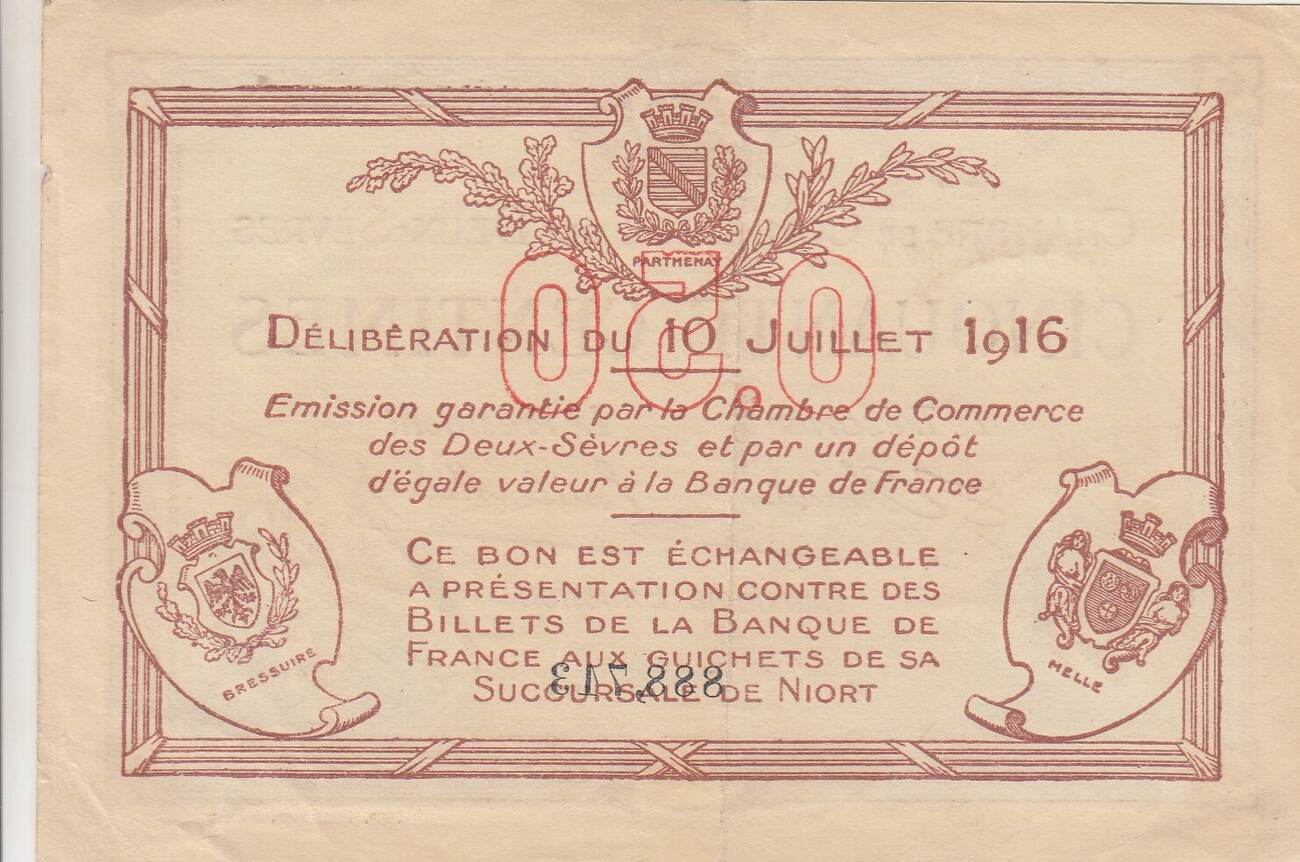 PARTHENAY
0.50
DÉLIBÉRATION DU 10 JUILLET 1916
Emission garantie par la Chambre de Commerce
des Deux-Sèvres et par un dépôt
d'égale valeur à la Banque de France
CE BON EST ÉCHANGEABLE
A PRÉSENTATION CONTRE DES
BILLETS DE LA BANQUE DE
FRANCE AUX GUICHETS DE SA
SUCCURSALE DE NIORT
888,713
BRESSUIRE
MELLE